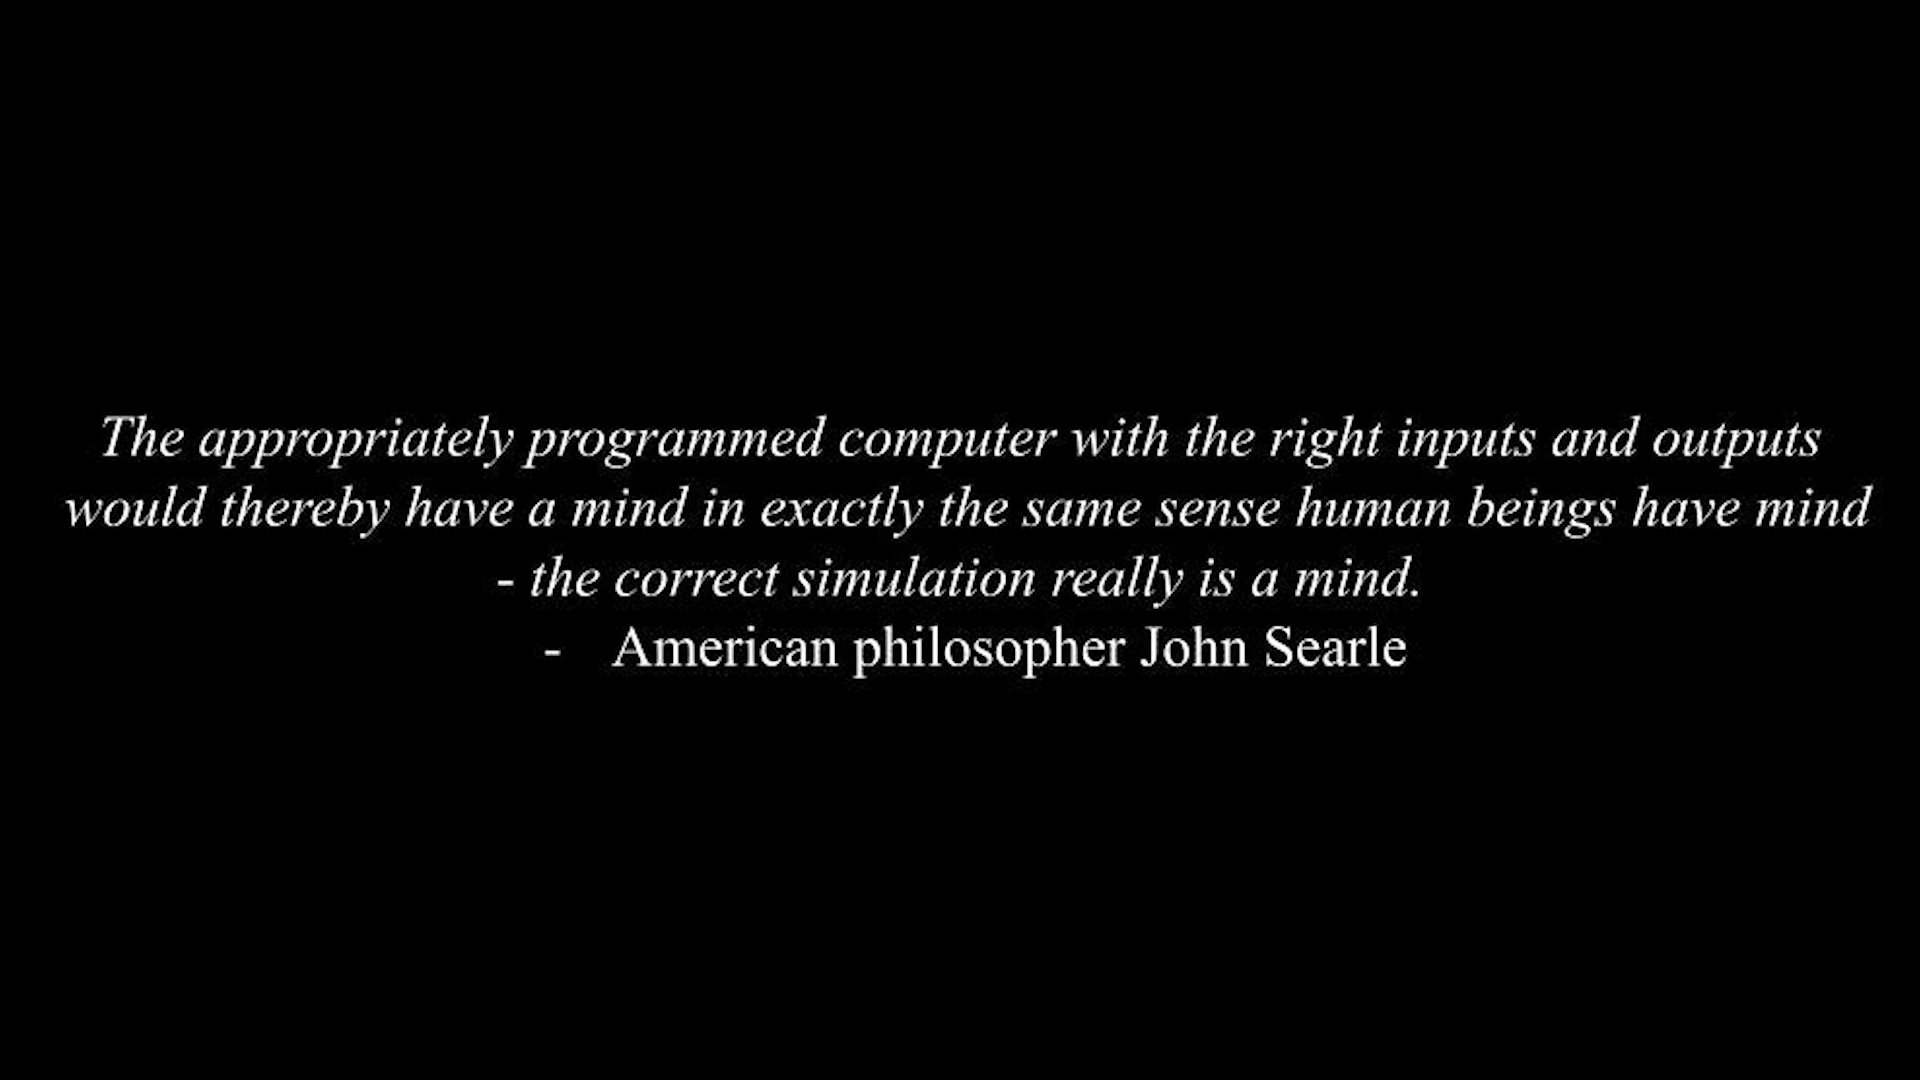 The appropriately programmed computer with the right inputs and outputs
would thereby have a mind in exactly the same sense human beings have mind
- the correct simulation really is a mind.
- American philosopher John Searle